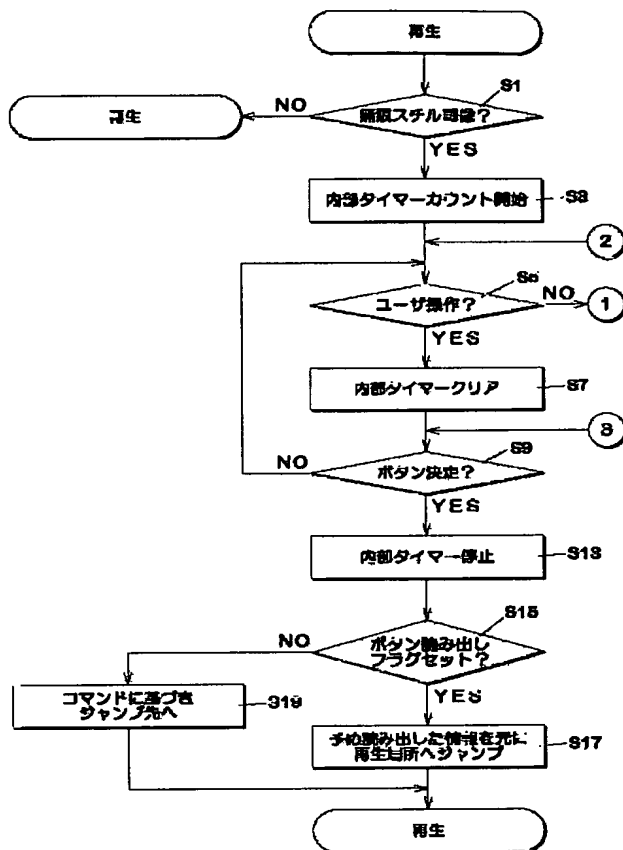 再生
S1
無限スチル画像？
NO
再生
YES
内部タイマーカウント開始
S3
2
S5
ユーザ操作？
NO
1
YES
内部タイマークリア
S7
3
S9
ボタン決定？
NO
YES
内部タイマー停止
S13
S15
ボタン読み出し
フラグセット？
NO
YES
コマンドに基づき
ジャンプ先へ
S19
予め読み出した情報を元に
再生箇所へジャンプ
S17
再生